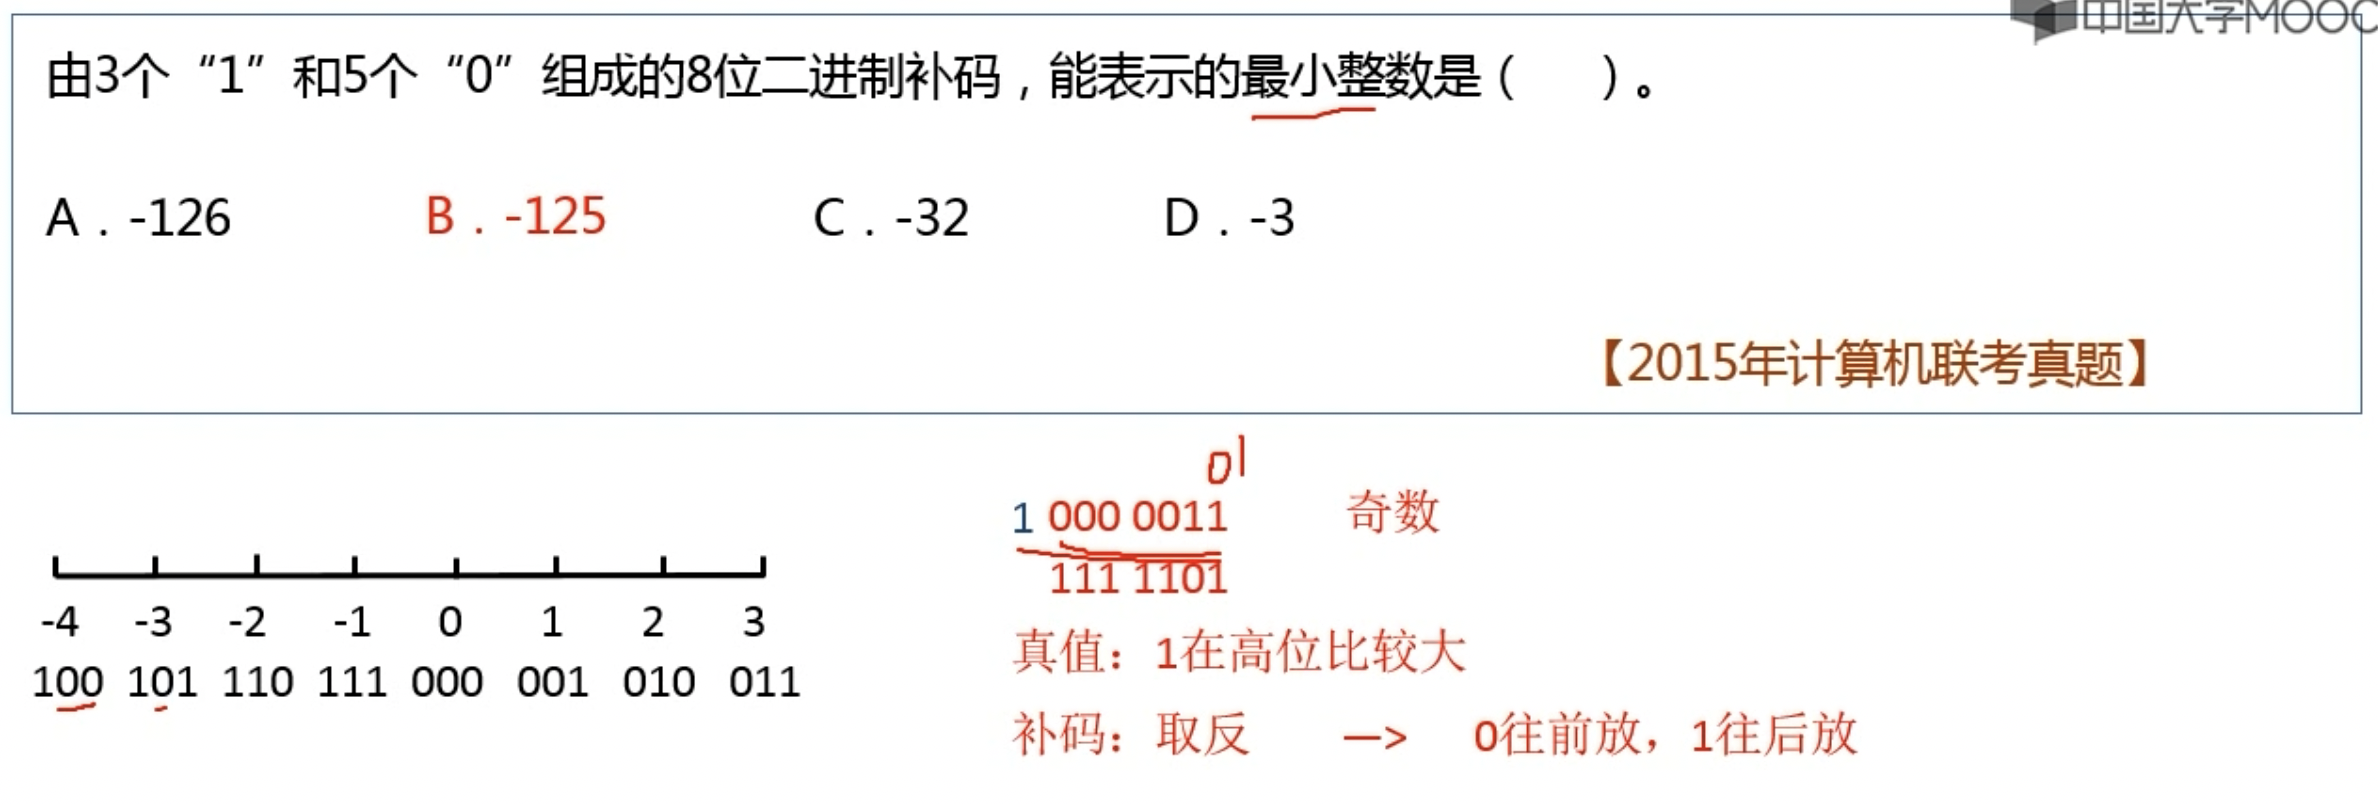 中国大学MOOC
由3个“1”和5个“0”组成的8位二进制补码，能表示的最小整数是（ ）。
A．-126 B．-125 C．-32 D．-3
【2015年计算机联考真题】
01
1 000 0011 奇数
111 1101
-4 -3 -2 -1 0 1 2 3
100 101 110 111 000 001 010 011
真值：1在高位比较大
补码：取反 —> 0往前放，1往后放